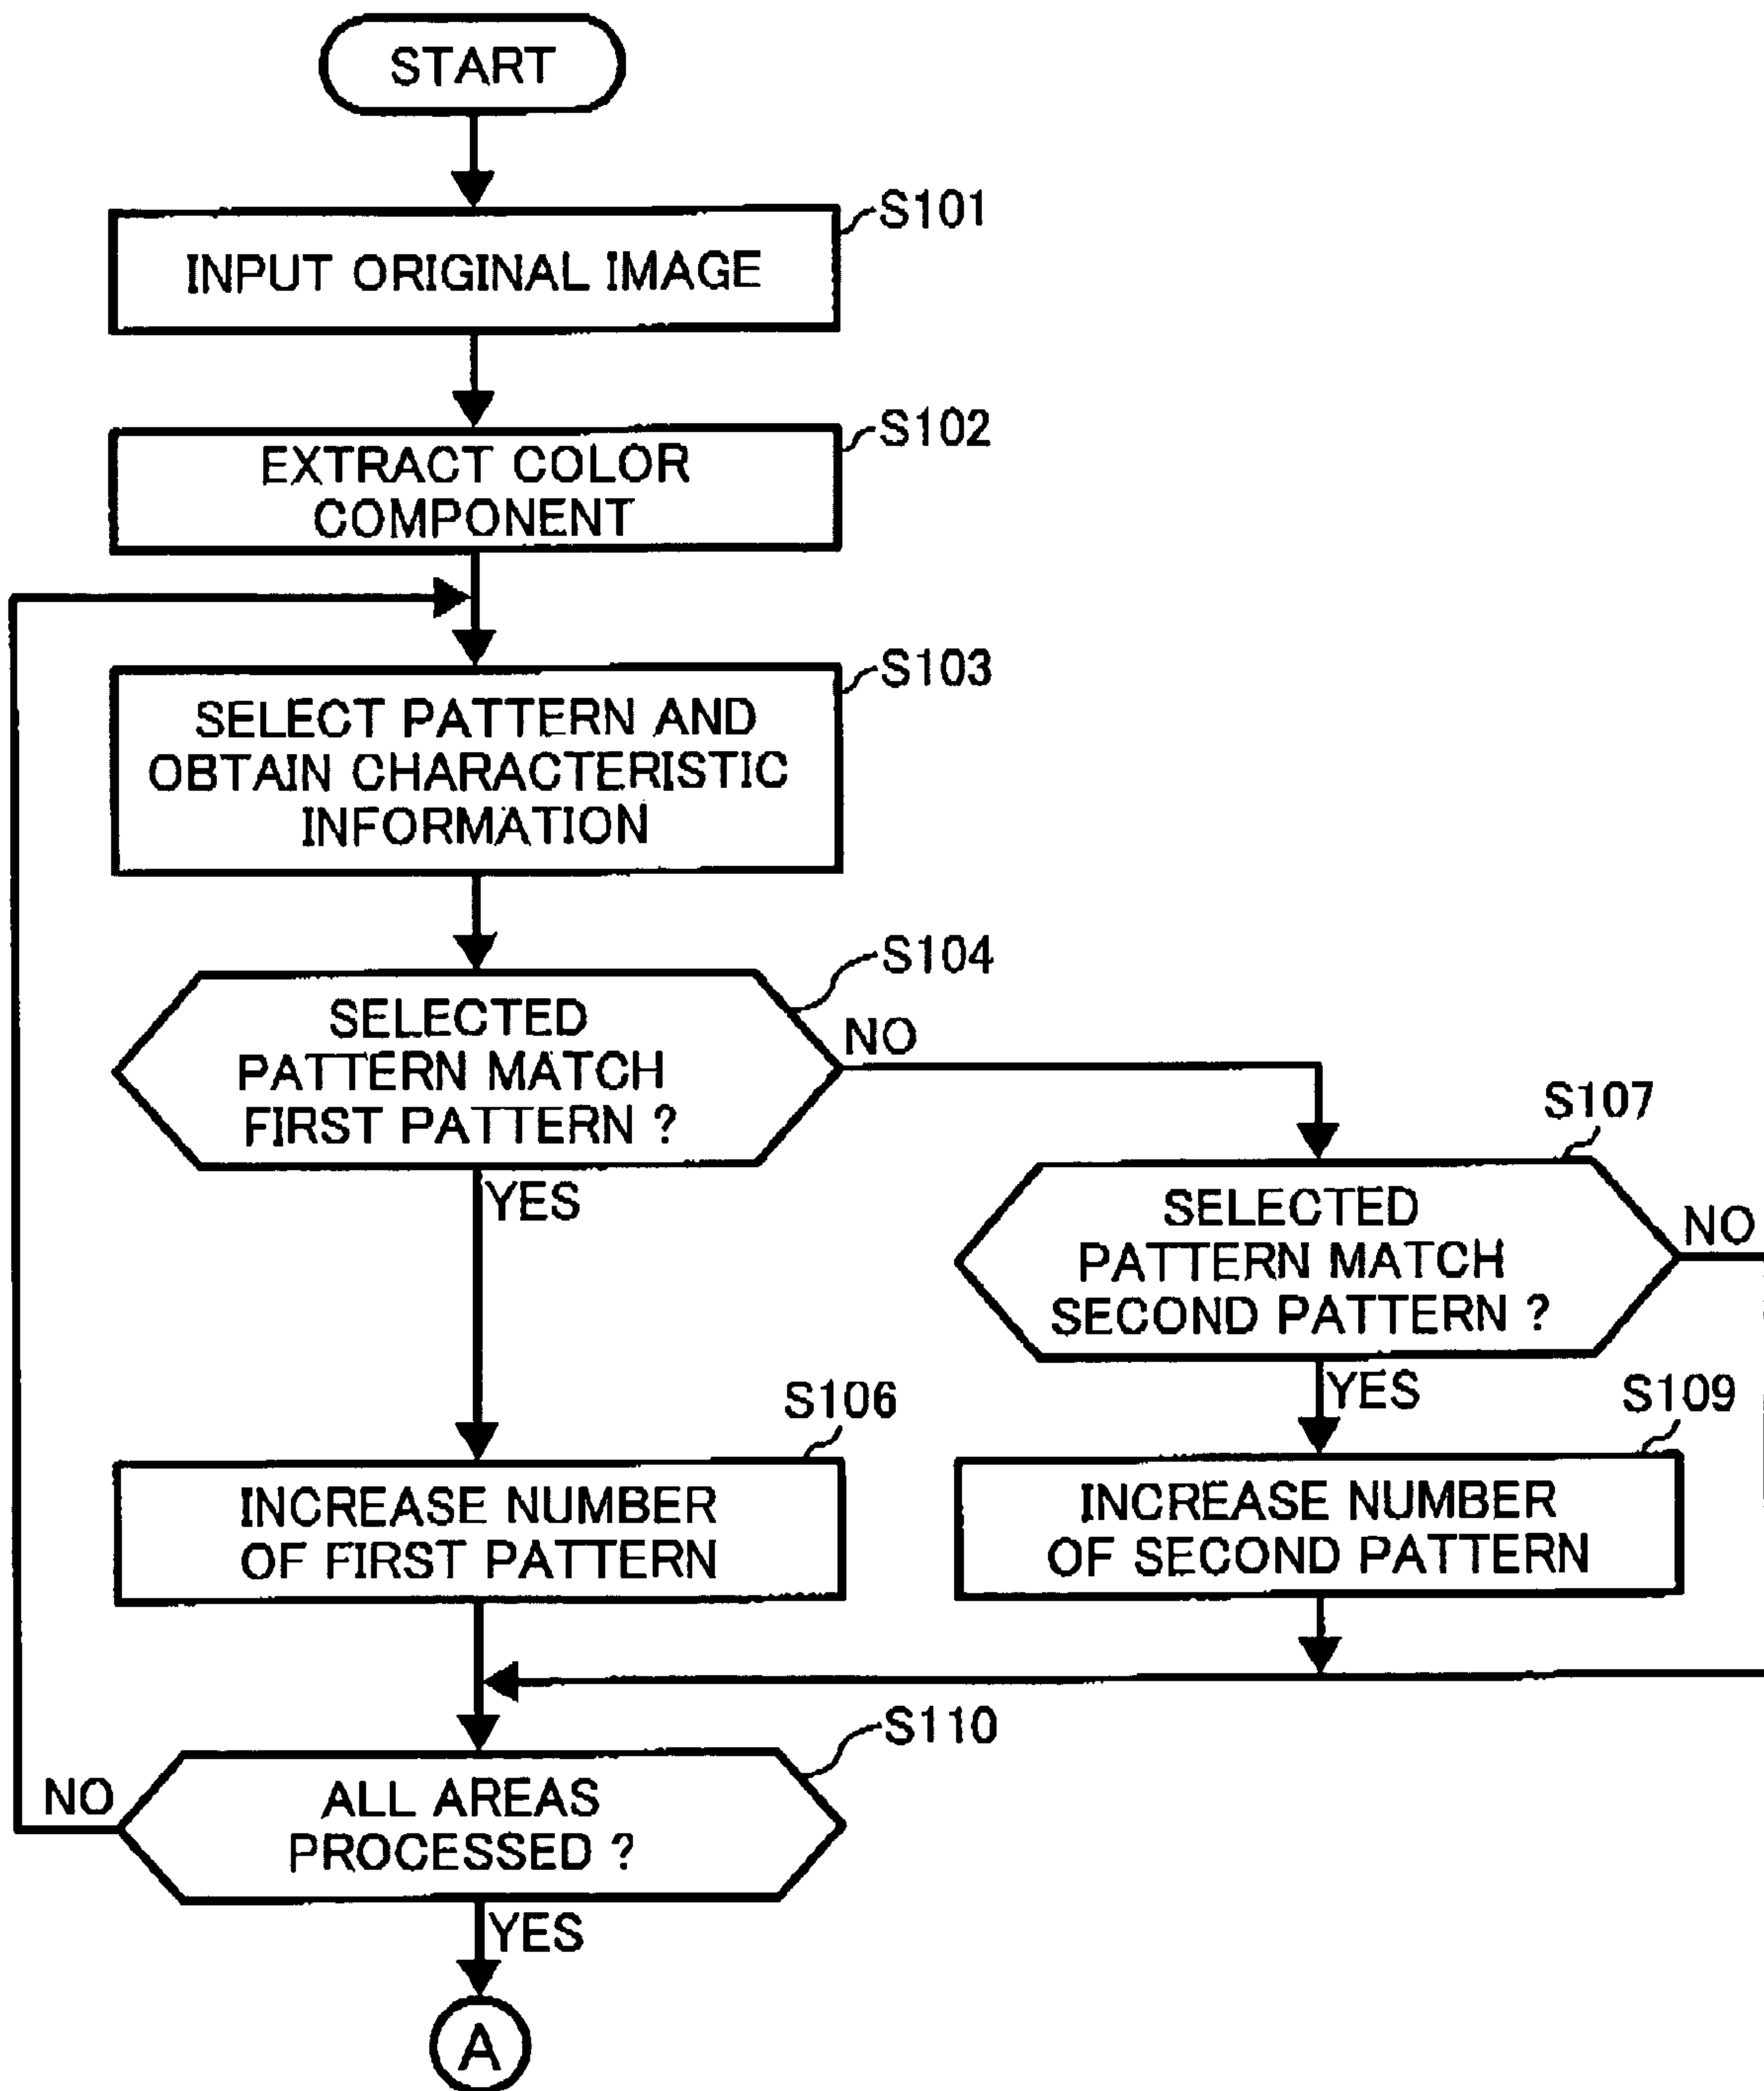 START
S101
INPUT ORIGINAL IMAGE
S102
EXTRACT COLOR
COMPONENT
S103
SELECT PATTERN AND
OBTAIN CHARACTERISTIC
INFORMATION
S104
SELECTED
PATTERN MATCH
FIRST PATTERN ?
NO
YES
S107
SELECTED
PATTERN MATCH
SECOND PATTERN ?
NO
YES
S106
INCREASE NUMBER
OF FIRST PATTERN
S109
INCREASE NUMBER
OF SECOND PATTERN
S110
ALL AREAS
PROCESSED ?
NO
YES
A